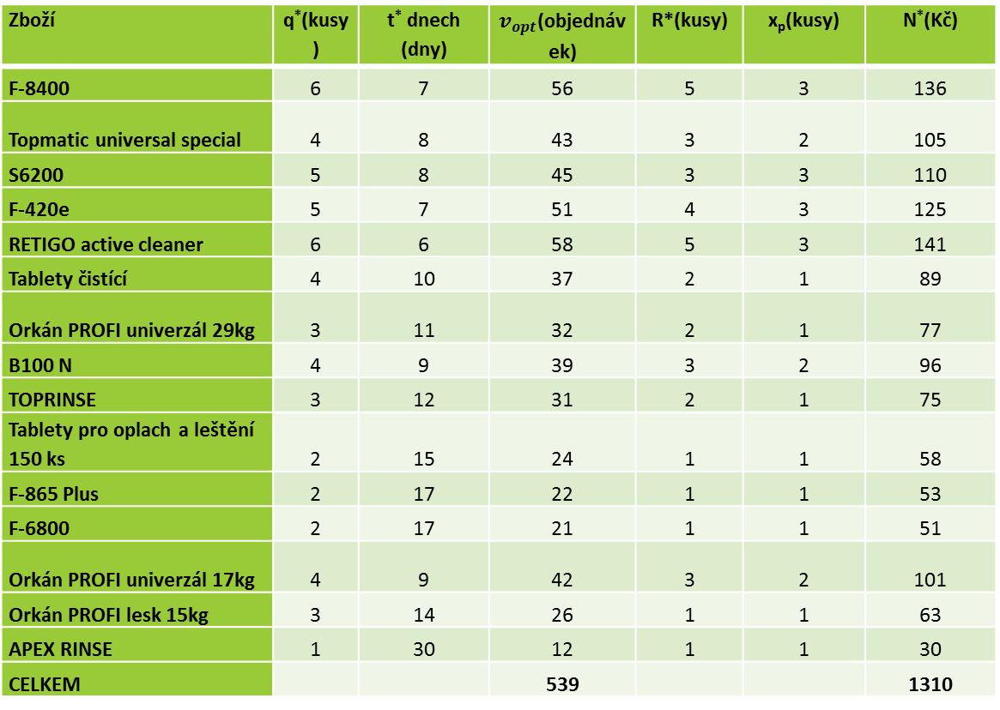 Zboží q*(kusy) t* dnech (dny) v_opt(objednávek) R*(kusy) x_p(kusy) N*(Kč)
F-8400 6 7 56 5 3 136
Topmatic universal special 4 8 43 3 2 105
S6200 5 8 45 3 3 110
F-420e 5 7 51 4 3 125
RETIGO active cleaner 6 6 58 5 3 141
Tablety čistící 4 10 37 2 1 89
Orkán PROFI univerzál 29kg 3 11 32 2 1 77
B100 N 4 9 39 3 2 96
TOPRINSE 3 12 31 2 1 75
Tablety pro oplach a leštění
150 ks 2 15 24 1 1 58
F-865 Plus 2 17 22 1 1 53
F-6800 2 17 21 1 1 51
Orkán PROFI univerzál 17kg 4 9 42 3 2 101
Orkán PROFI lesk 15kg 3 14 26 1 1 63
APEX RINSE 1 30 12 1 1 30
CELKEM 539 1310